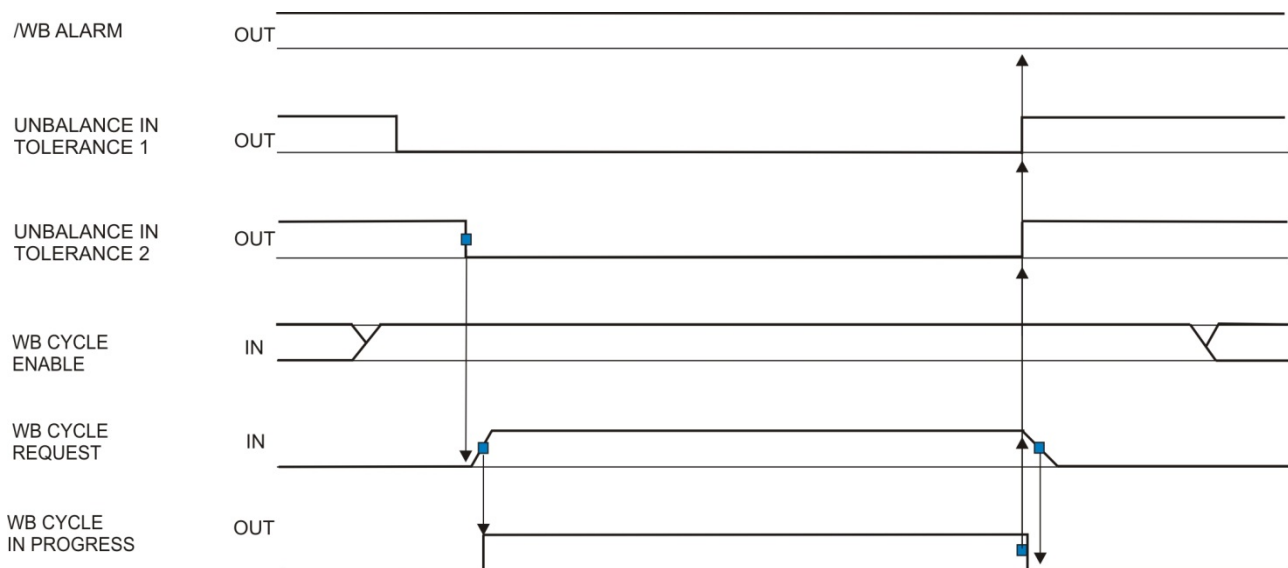 /WB ALARM OUT
UNBALANCE IN
TOLERANCE 1
OUT
UNBALANCE IN
TOLERANCE 2
OUT
WB CYCLE
ENABLE
IN
WB CYCLE
REQUEST
IN
WB CYCLE
IN PROGRESS
OUT